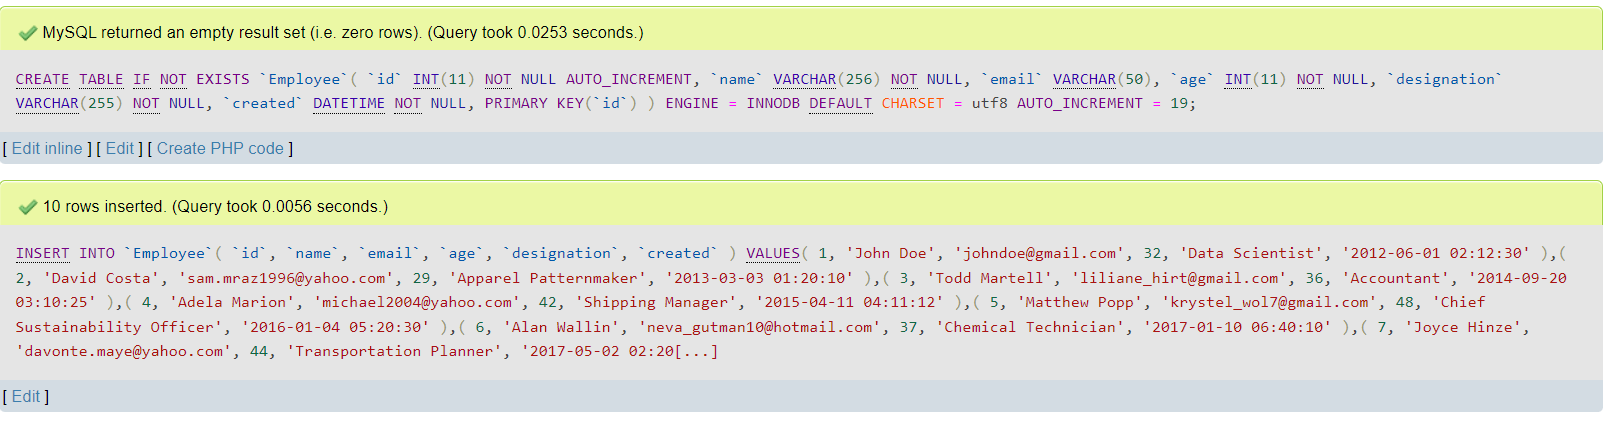 MySQL returned an empty result set (i.e. zero rows). (Query took 0.0253 seconds.)
CREATE TABLE IF NOT EXISTS `Employee`( `id` INT(11) NOT NULL AUTO_INCREMENT, `name` VARCHAR(256) NOT NULL, `email` VARCHAR(50), `age` INT(11) NOT NULL, `designation`
VARCHAR(255) NOT NULL, `created` DATETIME NOT NULL, PRIMARY KEY(`id`) ) ENGINE = INNODB DEFAULT CHARSET = utf8 AUTO_INCREMENT = 19;
[ Edit inline ] [ Edit ] [ Create PHP code ]
10 rows inserted. (Query took 0.0056 seconds.)
INSERT INTO `Employee`( `id`, `name`, `email`, `age`, `designation`, `created` ) VALUES( 1, 'John Doe', 'johndoe@gmail.com', 32, 'Data Scientist', '2012-06-01 02:12:30' ),(
2, 'David Costa', 'sam.mraz1996@yahoo.com', 29, 'Apparel Patternmaker', '2013-03-03 01:20:10' ),( 3, 'Todd Martell', 'liliane_hirt@gmail.com', 36, 'Accountant', '2014-09-20
03:10:25' ),( 4, 'Adela Marion', 'michael2004@yahoo.com', 42, 'Shipping Manager', '2015-04-11 04:11:12' ),( 5, 'Matthew Popp', 'krystel_wol7@gmail.com', 48, 'Chief
Sustainability Officer', '2016-01-04 05:20:30' ),( 6, 'Alan Wallin', 'neva_gutman10@hotmail.com', 37, 'Chemical Technician', '2017-01-10 06:40:10' ),( 7, 'Joyce Hinze',
'davonte.maye@yahoo.com', 44, 'Transportation Planner', '2017-05-02 02:20[...]
[ Edit ]